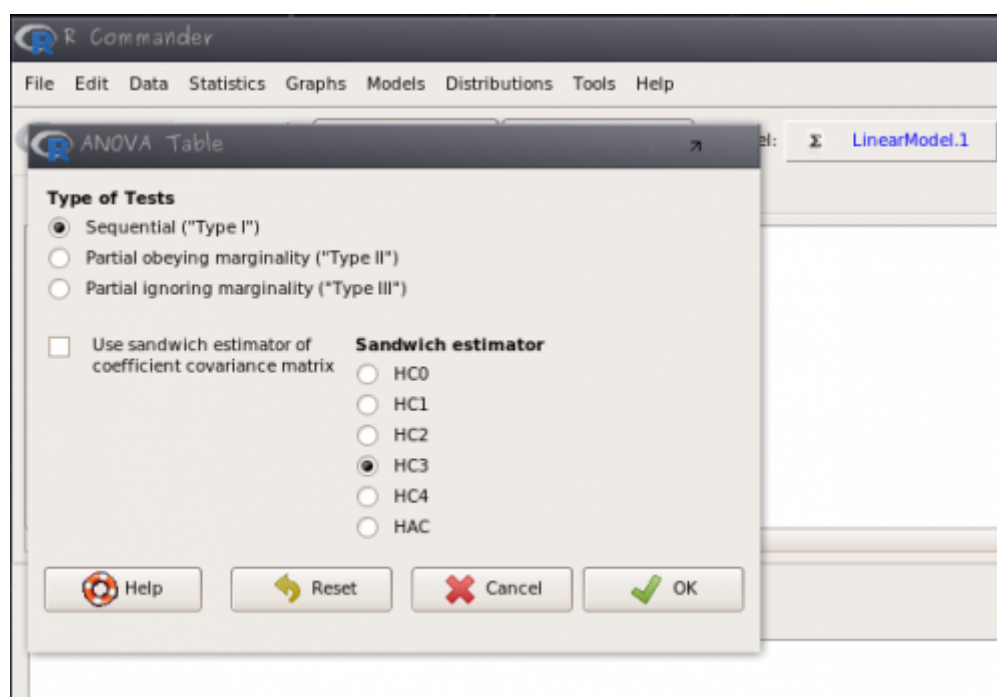 R Commander
File Edit Data Statistics Graphs Models Distributions Tools Help
ANOVA Table
el: Σ LinearModel.1
Type of Tests
Sequential ("Type I")
Partial obeying marginality ("Type II")
Partial ignoring marginality ("Type III")
Use sandwich estimator of
coefficient covariance matrix
Sandwich estimator
HC0
HC1
HC2
HC3
HC4
HAC
Help Reset Cancel OK